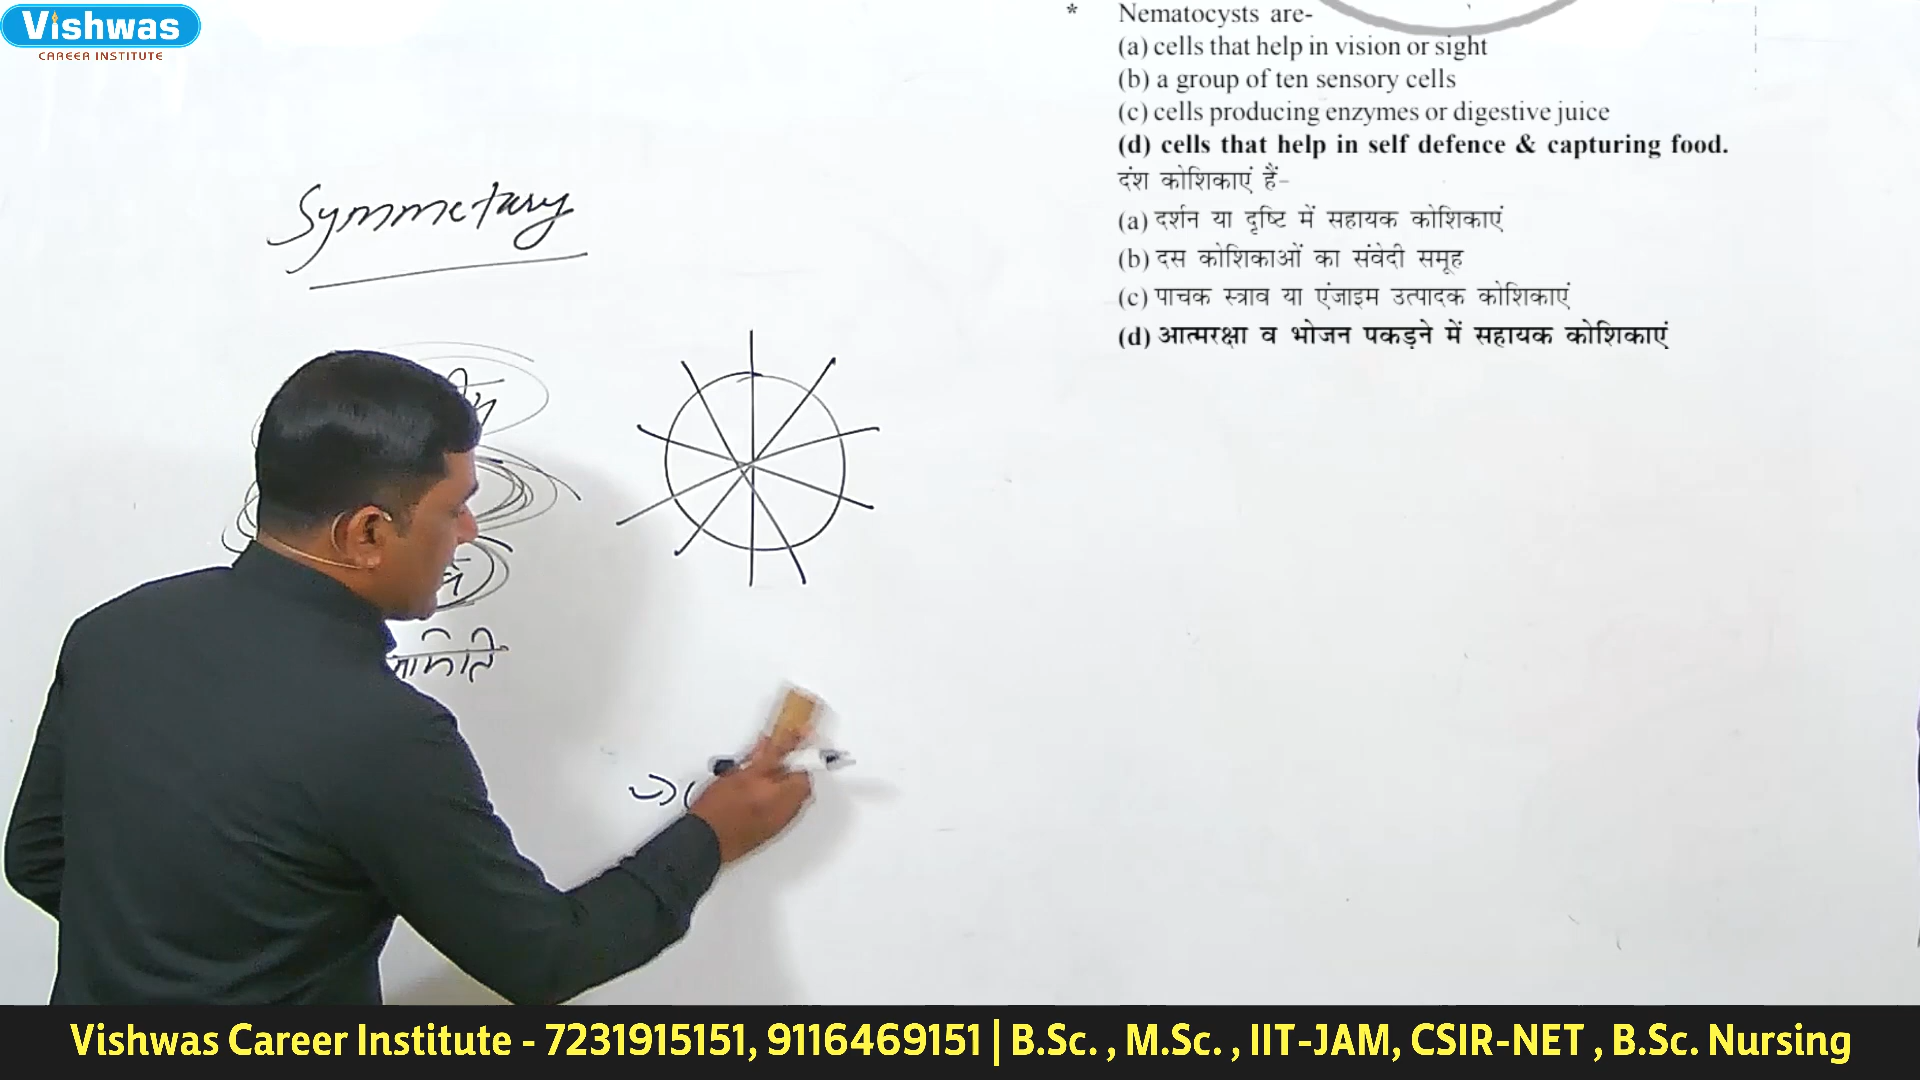 Vishwas
CAREER INSTITUTE
* Nematocysts are-
(a) cells that help in vision or sight
(b) a group of ten sensory cells
(c) cells producing enzymes or digestive juice
(d) cells that help in self defence & capturing food.
दंश कोशिकाएं हैं-
(a) दर्शन या दृष्टि में सहायक कोशिकाएं
(b) दस कोशिकाओं का संवेदी समूह
(c) पाचक स्त्राव या एंजाइम उत्पादक कोशिकाएं
(d) आत्मरक्षा व भोजन पकड़ने में सहायक कोशिकाएं
Symmetary
Vishwas Career Institute - 7231915151, 9116469151 | B.Sc. , M.Sc. , IIT-JAM, CSIR-NET , B.Sc. Nursing